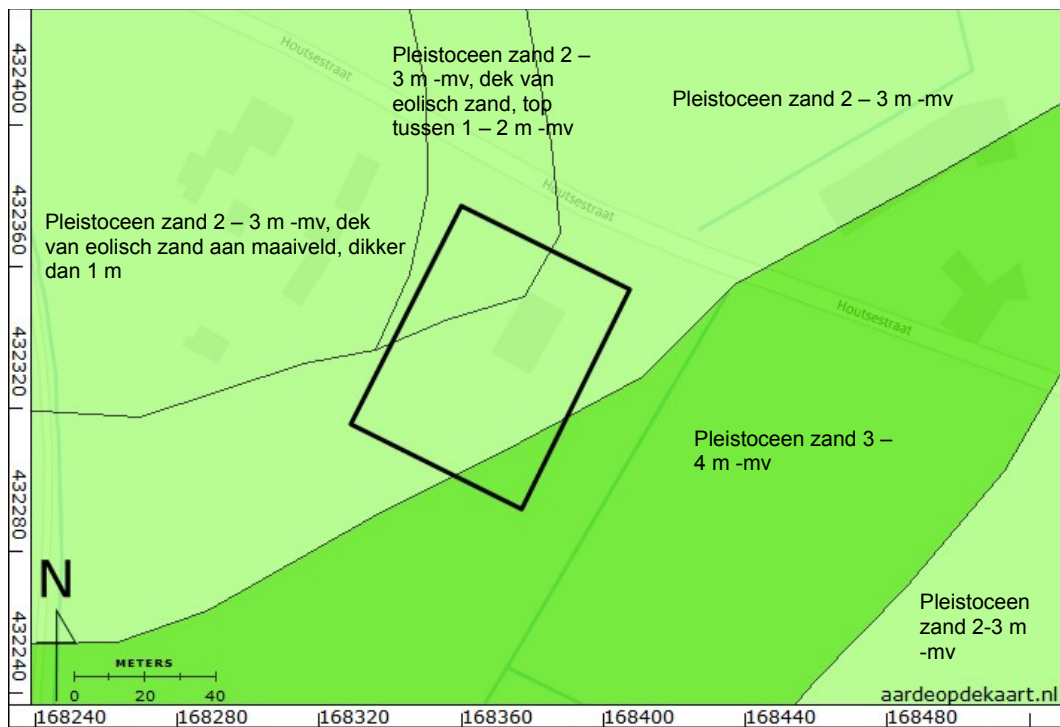 Houtsestraat
Pleistoceen zand 2 –
3 m -mv, dek van
eolisch zand, top
tussen 1 – 2 m -mv
Pleistoceen zand 2 – 3 m -mv
Houtsestraat
Pleistoceen zand 2 – 3 m -mv, dek
van eolisch zand aan maaiveld, dikker
dan 1 m
Houtsestraat
Pleistoceen zand 3 –
4 m -mv
Pleistoceen
zand 2-3 m
-mv
N
METERS
0 20 40
aardeopdekaart.nl
432400
432360
432320
432280
432240
168240 168280 168320 168360 168400 168440 168480